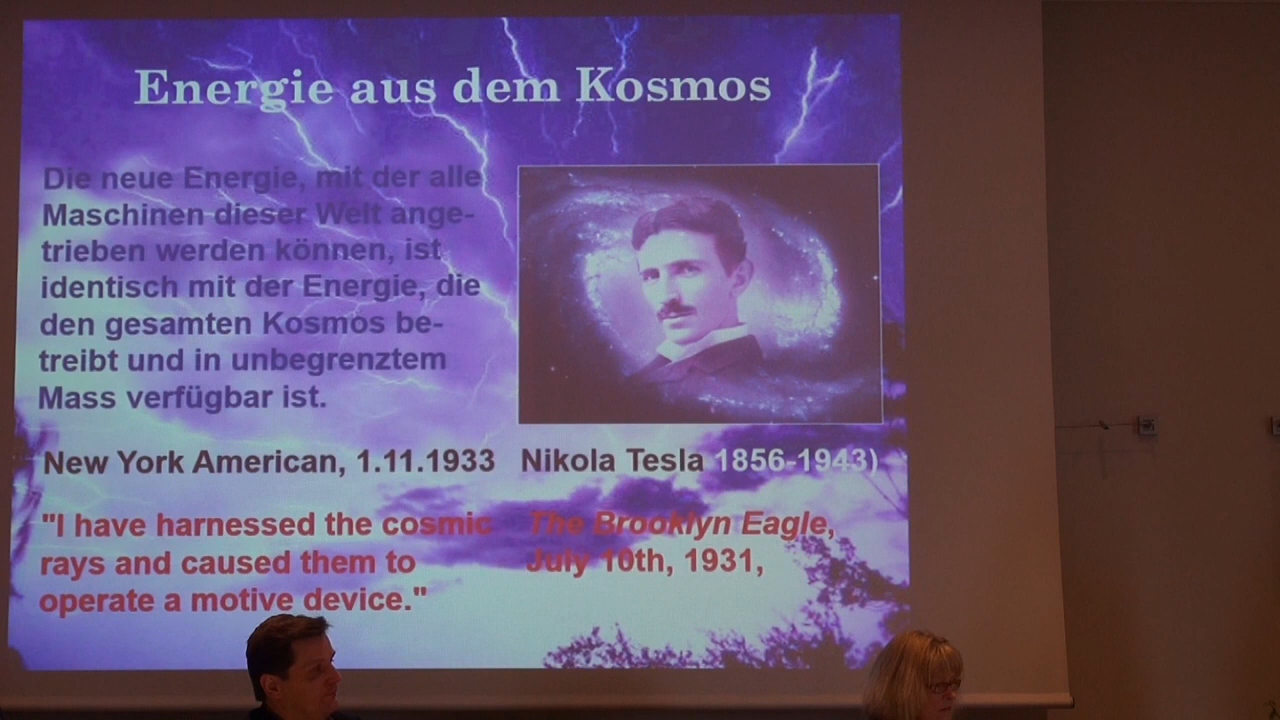 Energie aus dem Kosmos
Die neue Energie, mit der alle
Maschinen dieser Welt ange-
trieben werden können, ist
identisch mit der Energie, die
den gesamten Kosmos be-
treibt und in unbegrenztem
Mass verfügbar ist.
New York American, 1.11.1933
Nikola Tesla 1856-1943)
"I have harnessed the cosmic
rays and caused them to
operate a motive device."
The Brooklyn Eagle,
July 10th, 1931,